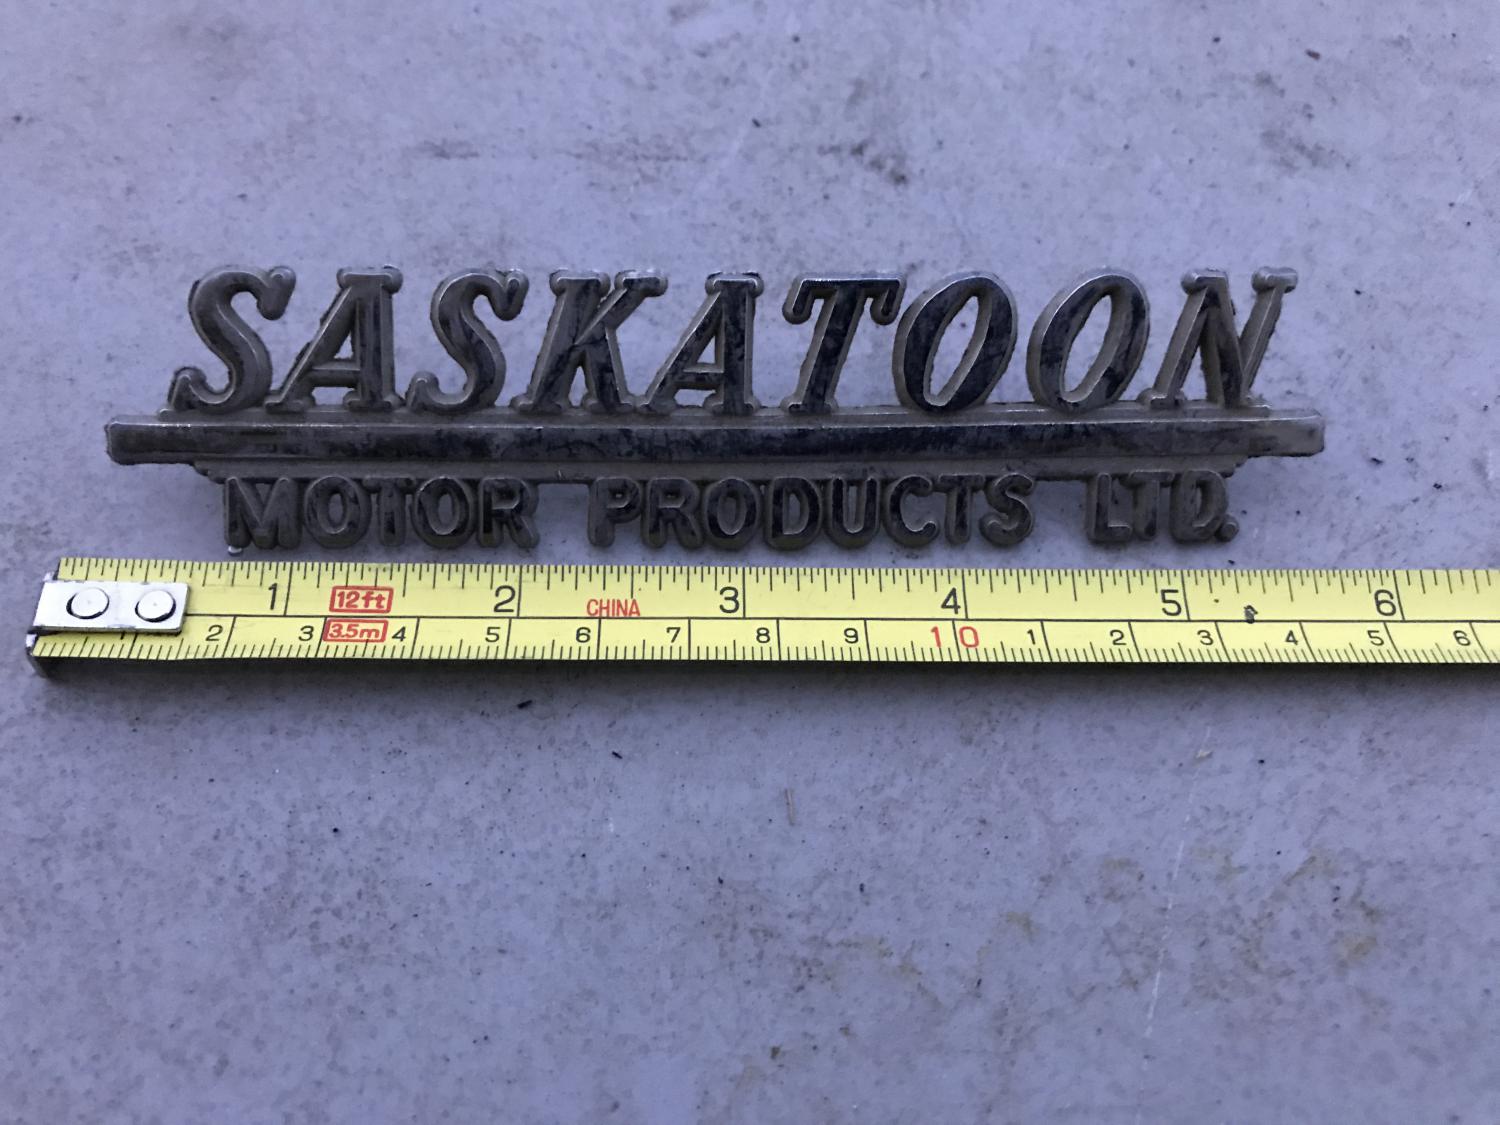 SASKATOON
MOTOR PRODUCTS LTD.
1 12ft 2 CHINA 3 4 5 6
2 3 3.5m 4 5 6 7 8 9 10 1 2 3 4 5 6